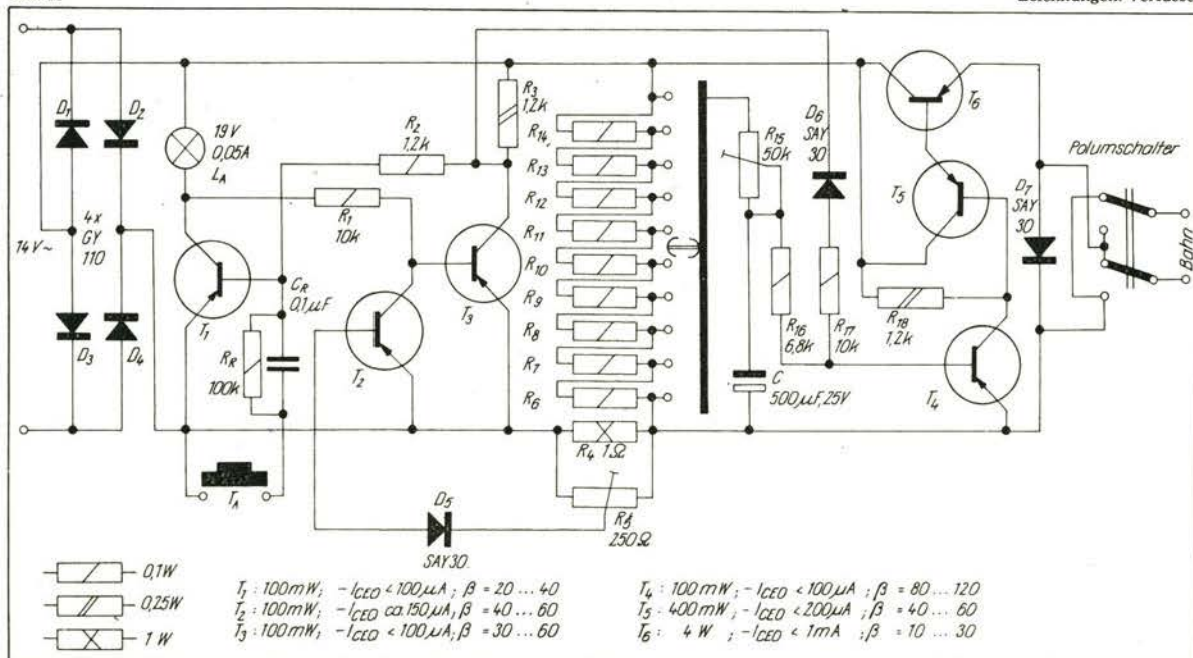 D1
D2
19V
0,05A
LA
R2
1,2k
R3
1,2k
R14
R13
R12
R11
R10
R9
R8
R7
R6
R15
50k
D6
SAY
30
T6
Polumschalter
4x
GY
110
14V~
R1
10k
T5
D7
SAY
30
Bahn
CR
0,1µF
T1
T3
R16
6,8k
R17
10k
R18
1,2k
D3
D4
RR
100k
T2
C
500µF, 25V
T4
R4 1Ω
TA
D5
SAY30
250Ω
0,1W
0,25W
1 W
T1 : 100mW; -ICEO < 100µA; β = 20 ... 40
T2 : 100mW; -ICEO ca.150µA; β = 40 ... 60
T3 : 100mW; -ICEO < 100µA; β = 30 ... 60
T4 : 100mW; -ICEO < 100µA ; β = 80 ... 120
T5 : 400mW; -ICEO < 200µA ; β = 40 ... 60
T6 : 4 W ; -ICEO < 1mA ; β = 10 ... 30